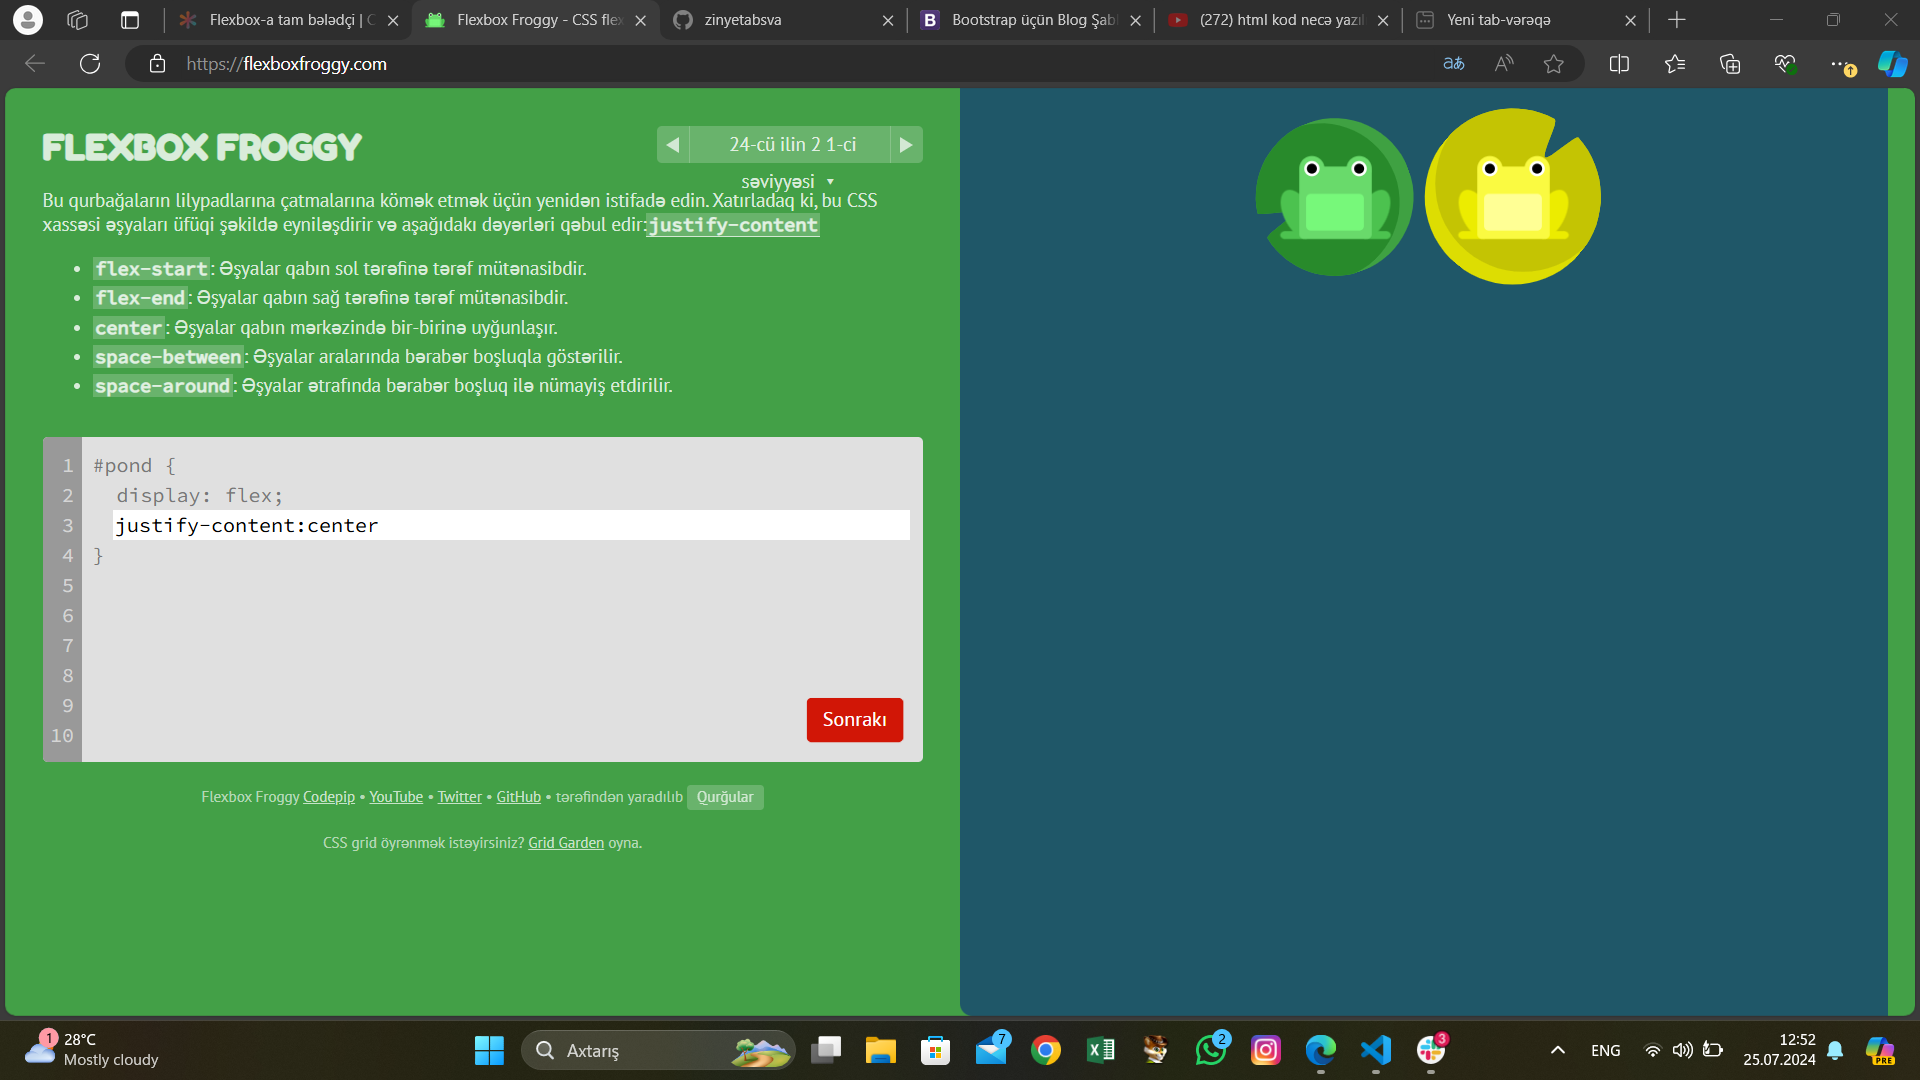 Flexbox-a tam bələdçi | C
Flexbox Froggy - CSS flex
zinyetabsva
Bootstrap üçün Blog Şabl
(272) html kod necə yazıl
Yeni tab-vərəqə
https://flexboxfroggy.com
FLEXBOX FROGGY
24-cü ilin 2 1-ci
səviyyəsi
Bu qurbağaların lilypadlarına çatmalarına kömək etmək üçün yenidən istifadə edin. Xatırladaq ki, bu CSS
xassəsi əşyaları üfüqi şəkildə eyniləşdirir və aşağıdakı dəyərləri qəbul edir:justify-content
• flex-start: Əşyalar qabın sol tərəfinə tərəf mütənasibdir.
• flex-end: Əşyalar qabın sağ tərəfinə tərəf mütənasibdir.
• center: Əşyalar qabın mərkəzində bir-birinə uyğunlaşır.
• space-between: Əşyalar aralarında bərabər boşluqla göstərilir.
• space-around: Əşyalar ətrafında bərabər boşluq ilə nümayiş etdirilir.
1 #pond {
2 display: flex;
3 justify-content:center
4 }
5
6
7
8
9
10
Sonrakı
Flexbox Froggy Codepip • YouTube • Twitter • GitHub • tərəfindən yaradılıb Qurğular
CSS grid öyrənmək istəyirsiniz? Grid Garden oyna.
1
28°C
Mostly cloudy
Axtarış
7
2
3
ENG
12:52
25.07.2024
PRE